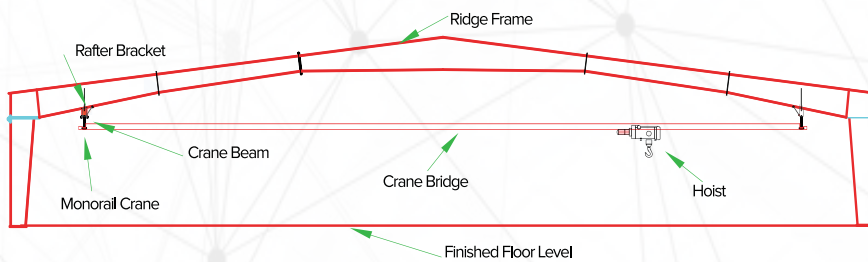 Ridge Frame
Rafter Bracket
Crane Beam
Crane Bridge
Hoist
Monorail Crane
Finished Floor Level